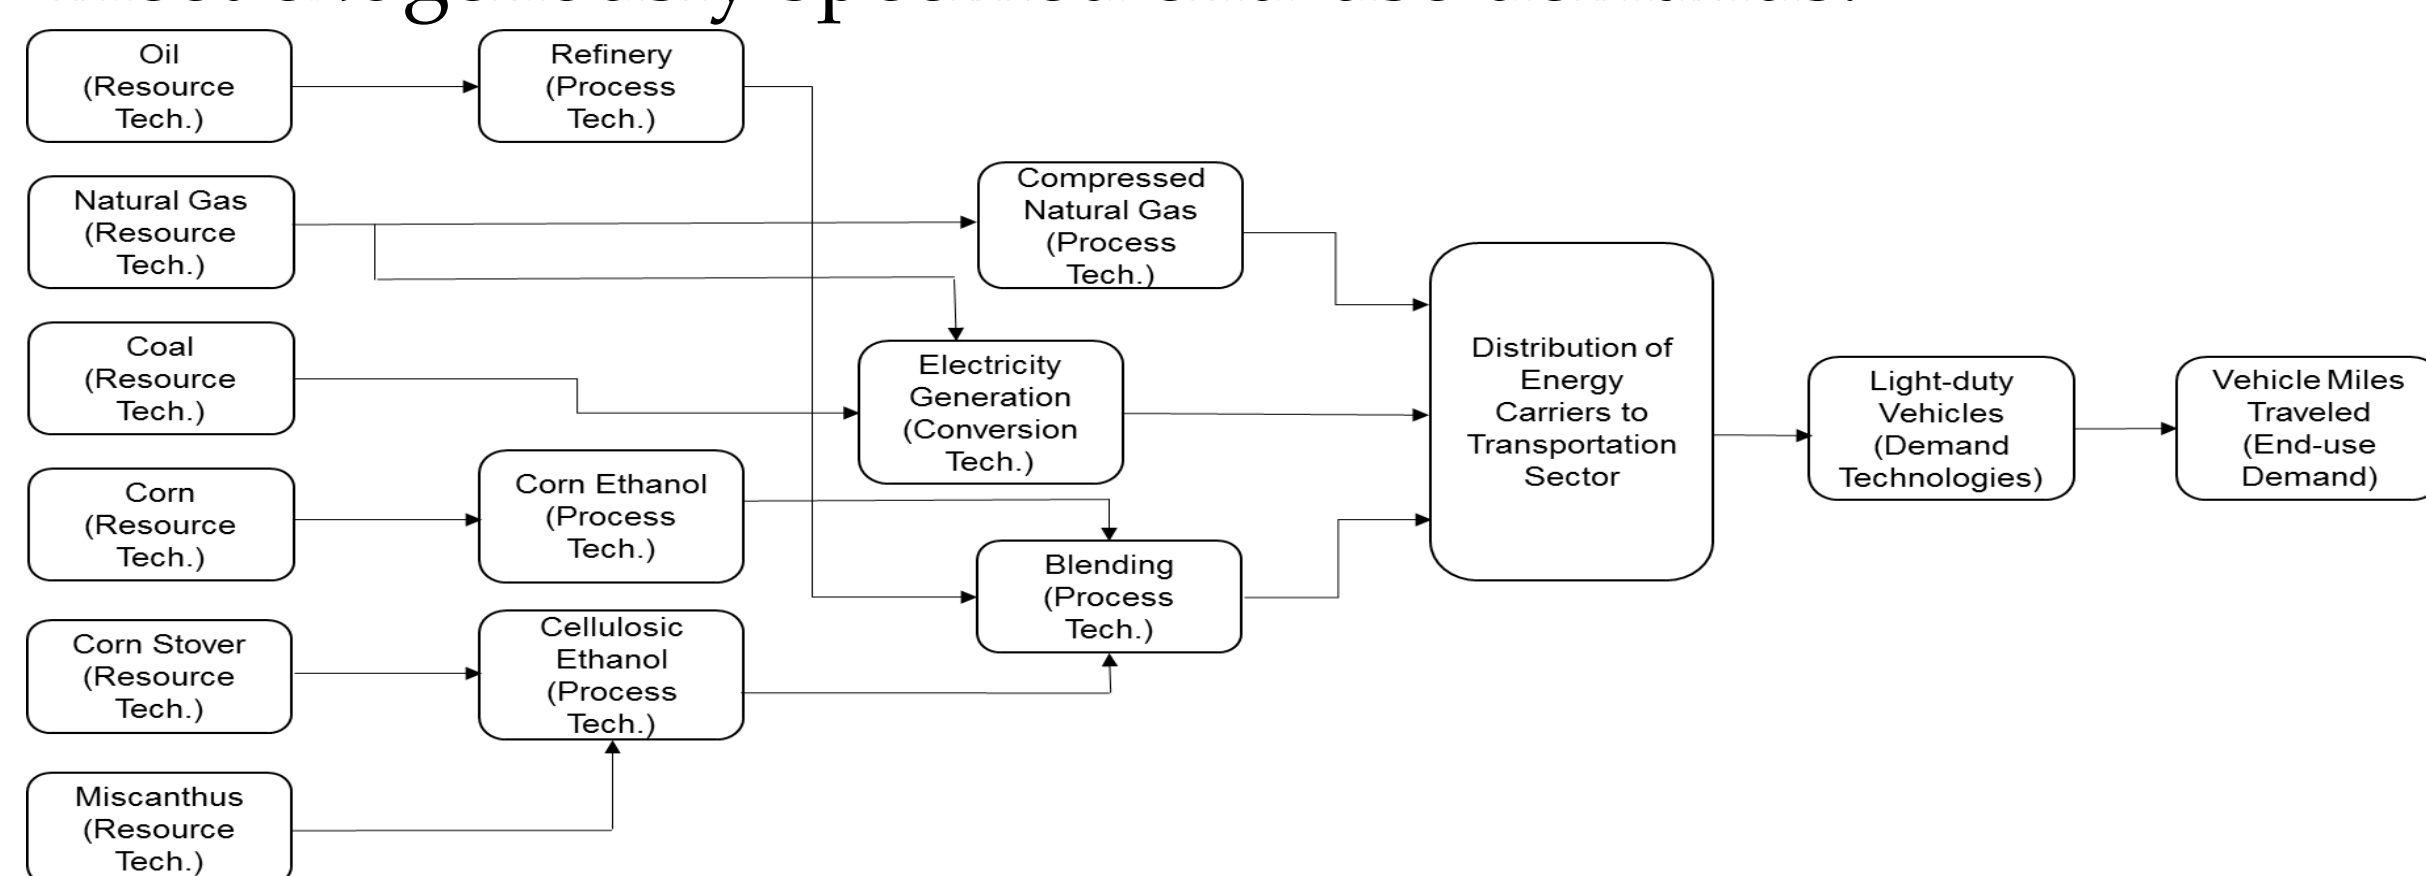 Oil
(Resource
Tech.)
Refinery
(Process
Tech.)
Natural Gas
(Resource
Tech.)
Compressed
Natural Gas
(Process
Tech.)
Coal
(Resource
Tech.)
Electricity
Generation
(Conversion
Tech.)
Distribution of
Energy
Carriers to
Transportation
Sector
Light-duty
Vehicles
(Demand
Technologies)
Vehicle Miles
Traveled
(End-use
Demand)
Corn
(Resource
Tech.)
Corn Ethanol
(Process
Tech.)
Blending
(Process
Tech.)
Corn Stover
(Resource
Tech.)
Cellulosic
Ethanol
(Process
Tech.)
Miscanthus
(Resource
Tech.)